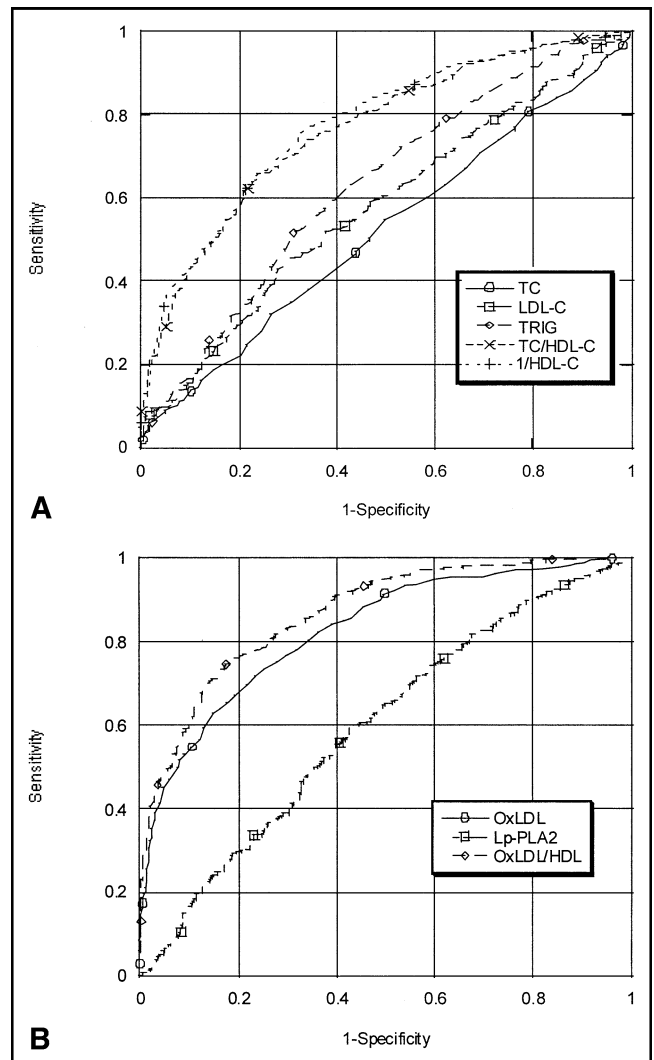 1
0.8
0.6
0.4
0.2
0
Sensitivity
TC
LDL-C
TRIG
TC/HDL-C
1/HDL-C
0 0.2 0.4 0.6 0.8 1
1-Specificity
A
1
0.8
0.6
0.4
0.2
0
Sensitivity
OxLDL
Lp-PLA2
OxLDL/HDL
0 0.2 0.4 0.6 0.8 1
1-Specificity
B